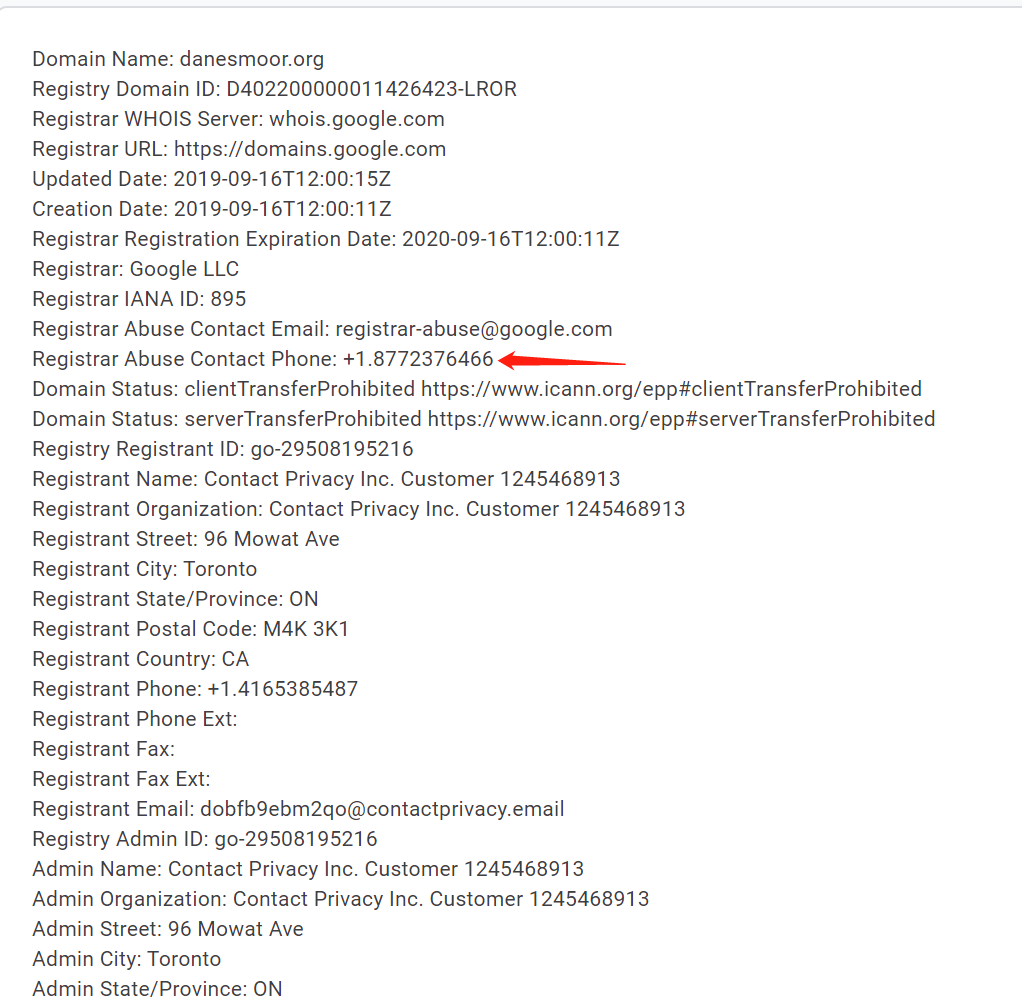 Domain Name: danesmoor.org
Registry Domain ID: D402200000011426423-LROR
Registrar WHOIS Server: whois.google.com
Registrar URL: https://domains.google.com
Updated Date: 2019-09-16T12:00:15Z
Creation Date: 2019-09-16T12:00:11Z
Registrar Registration Expiration Date: 2020-09-16T12:00:11Z
Registrar: Google LLC
Registrar IANA ID: 895
Registrar Abuse Contact Email: registrar-abuse@google.com
Registrar Abuse Contact Phone: +1.8772376466
Domain Status: clientTransferProhibited https://www.icann.org/epp#clientTransferProhibited
Domain Status: serverTransferProhibited https://www.icann.org/epp#serverTransferProhibited
Registry Registrant ID: go-29508195216
Registrant Name: Contact Privacy Inc. Customer 1245468913
Registrant Organization: Contact Privacy Inc. Customer 1245468913
Registrant Street: 96 Mowat Ave
Registrant City: Toronto
Registrant State/Province: ON
Registrant Postal Code: M4K 3K1
Registrant Country: CA
Registrant Phone: +1.4165385487
Registrant Phone Ext:
Registrant Fax:
Registrant Fax Ext:
Registrant Email: dobfb9ebm2qo@contactprivacy.email
Registry Admin ID: go-29508195216
Admin Name: Contact Privacy Inc. Customer 1245468913
Admin Organization: Contact Privacy Inc. Customer 1245468913
Admin Street: 96 Mowat Ave
Admin City: Toronto
Admin State/Province: ON